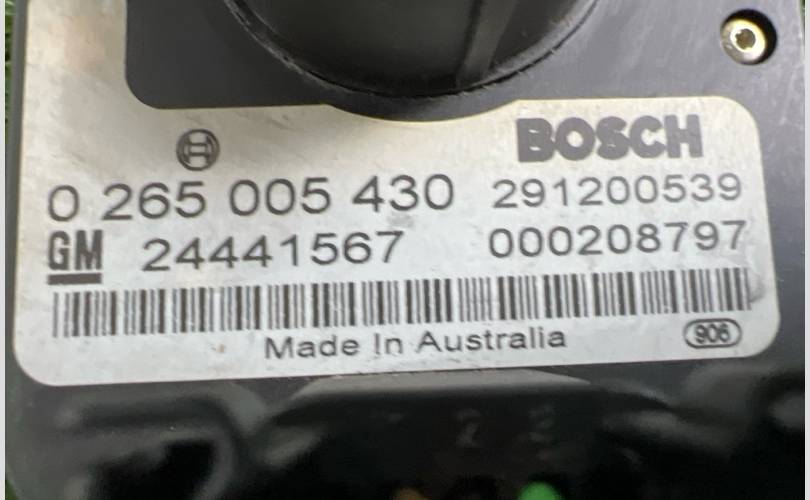 BOSCH
0 265 005 430 291200539
GM 24441567 000208797
Made In Australia 906